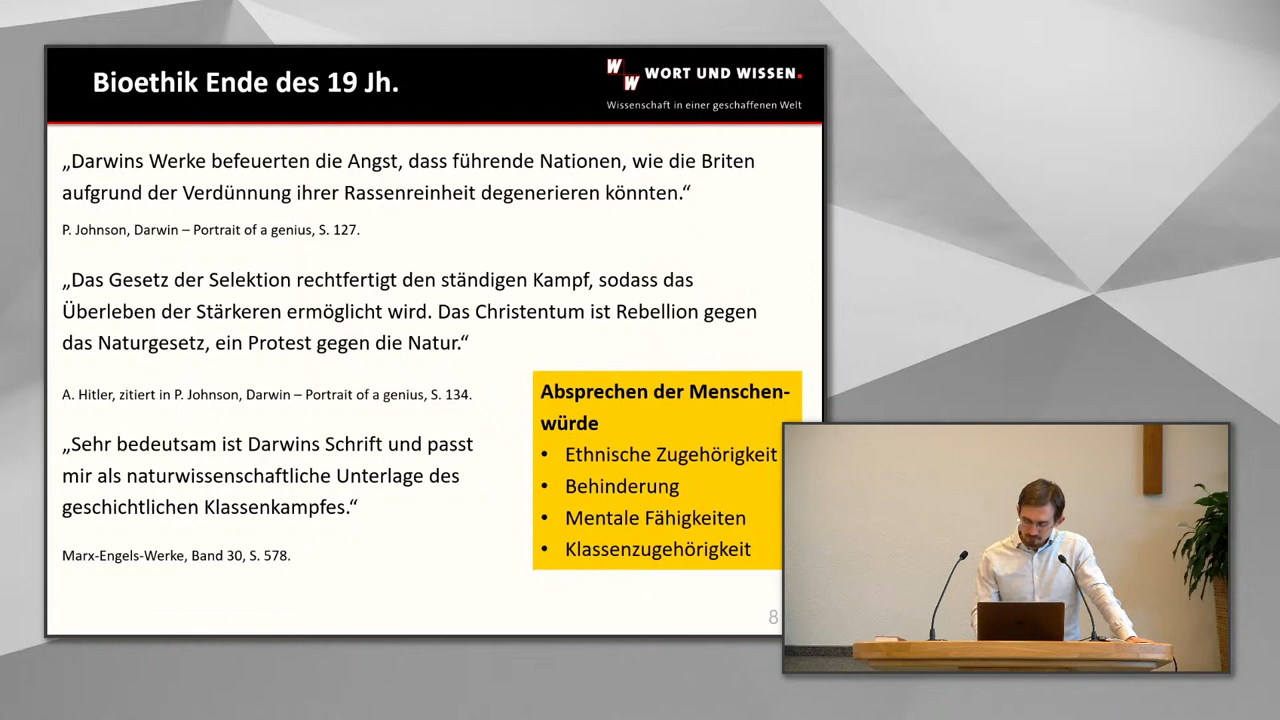 Bioethik Ende des 19 Jh.
W
W
WORT UND WISSEN.
Wissenschaft in einer geschaffenen Welt
„Darwins Werke befeuerten die Angst, dass führende Nationen, wie die Briten
aufgrund der Verdünnung ihrer Rassenreinheit degenerieren könnten.“
P. Johnson, Darwin – Portrait of a genius, S. 127.
„Das Gesetz der Selektion rechtfertigt den ständigen Kampf, sodass das
Überleben der Stärkeren ermöglicht wird. Das Christentum ist Rebellion gegen
das Naturgesetz, ein Protest gegen die Natur.“
A. Hitler, zitiert in P. Johnson, Darwin – Portrait of a genius, S. 134.
„Sehr bedeutsam ist Darwins Schrift und passt
mir als naturwissenschaftliche Unterlage des
geschichtlichen Klassenkampfes.“
Marx-Engels-Werke, Band 30, S. 578.
Absprechen der Menschen-
würde
• Ethnische Zugehörigkeit
• Behinderung
• Mentale Fähigkeiten
• Klassenzugehörigkeit
8